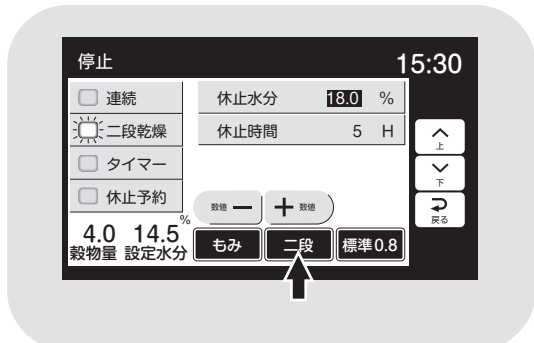 停止 15:30
連続
二段乾燥
タイマー
休止予約
休止水分 18.0 %
休止時間 5 H
上
下
戻る
数値 − + 数値
4.0 14.5%
穀物量 設定水分
もみ 二段 標準0.8